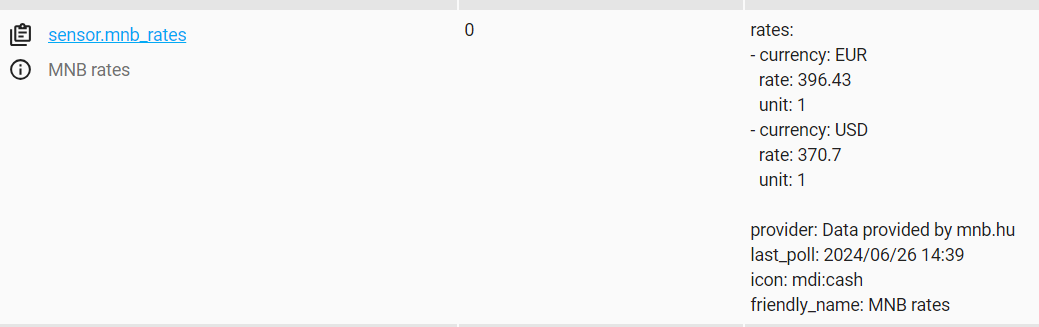 sensor.mnb_rates
MNB rates
0
rates:
- currency: EUR
rate: 396.43
unit: 1
- currency: USD
rate: 370.7
unit: 1
provider: Data provided by mnb.hu
last_poll: 2024/06/26 14:39
icon: mdi:cash
friendly_name: MNB rates